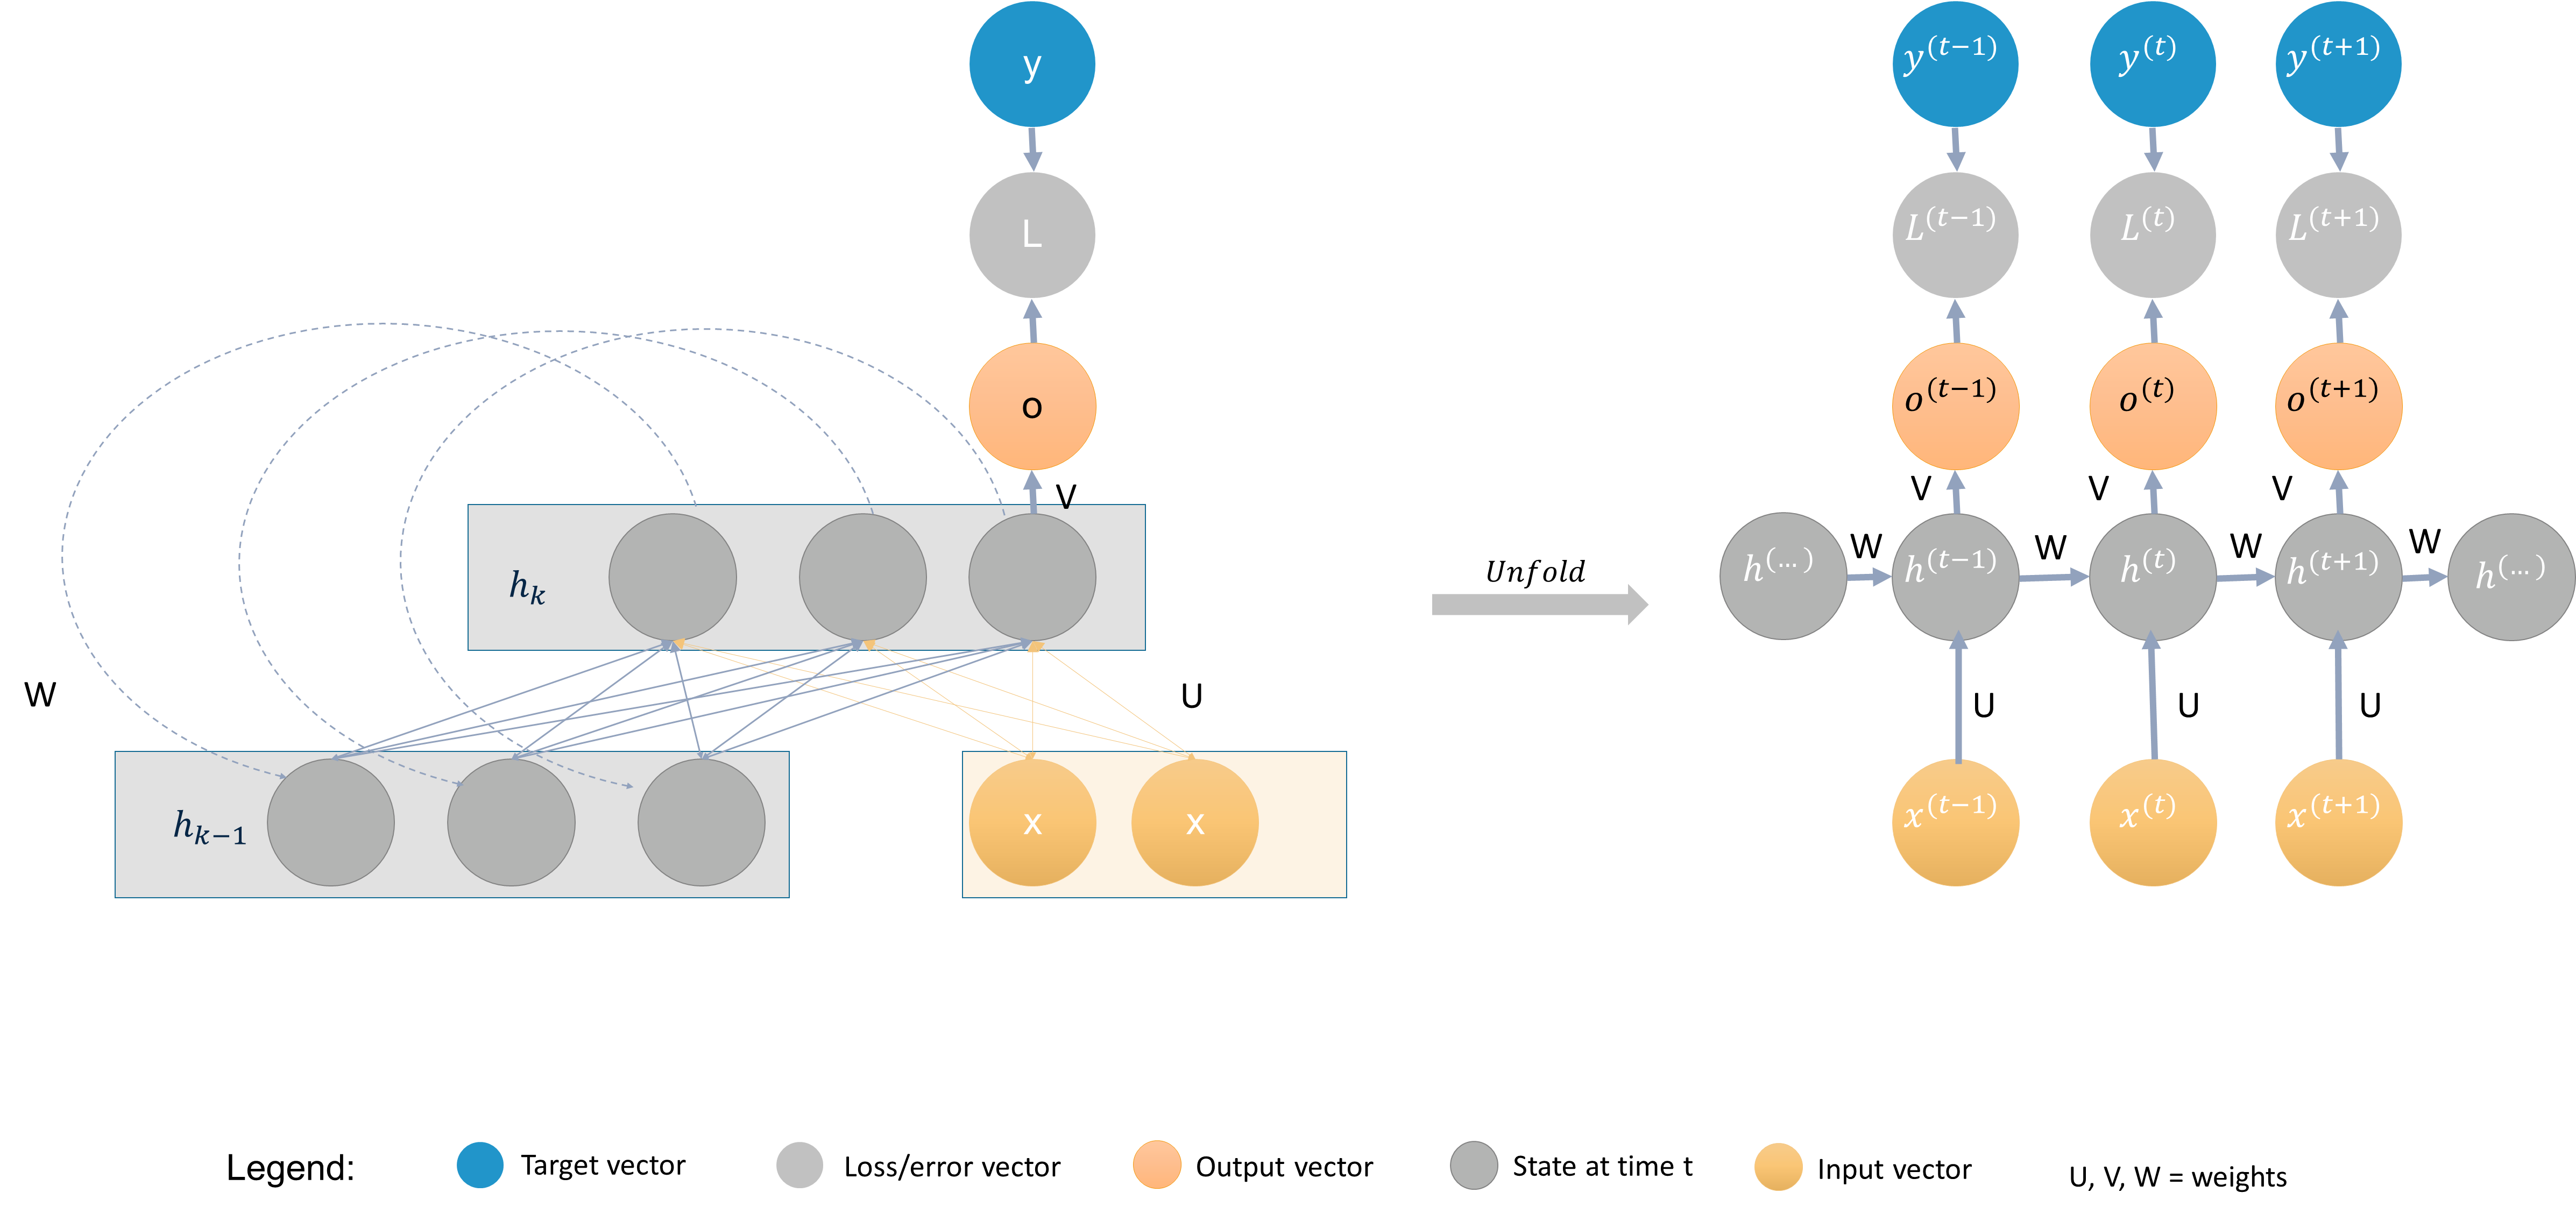 y
L
o
V
h_k
W
U
h_{k-1}
x x
Unfold
y^{(t-1)} y^{(t)} y^{(t+1)}
L^{(t-1)} L^{(t)} L^{(t+1)}
o^{(t-1)} o^{(t)} o^{(t+1)}
V V V
h^{(...)} W h^{(t-1)} W h^{(t)} W h^{(t+1)} W h^{(...)}
U U U
x^{(t-1)} x^{(t)} x^{(t+1)}
Legend: Target vector Loss/error vector Output vector State at time t Input vector U, V, W = weights